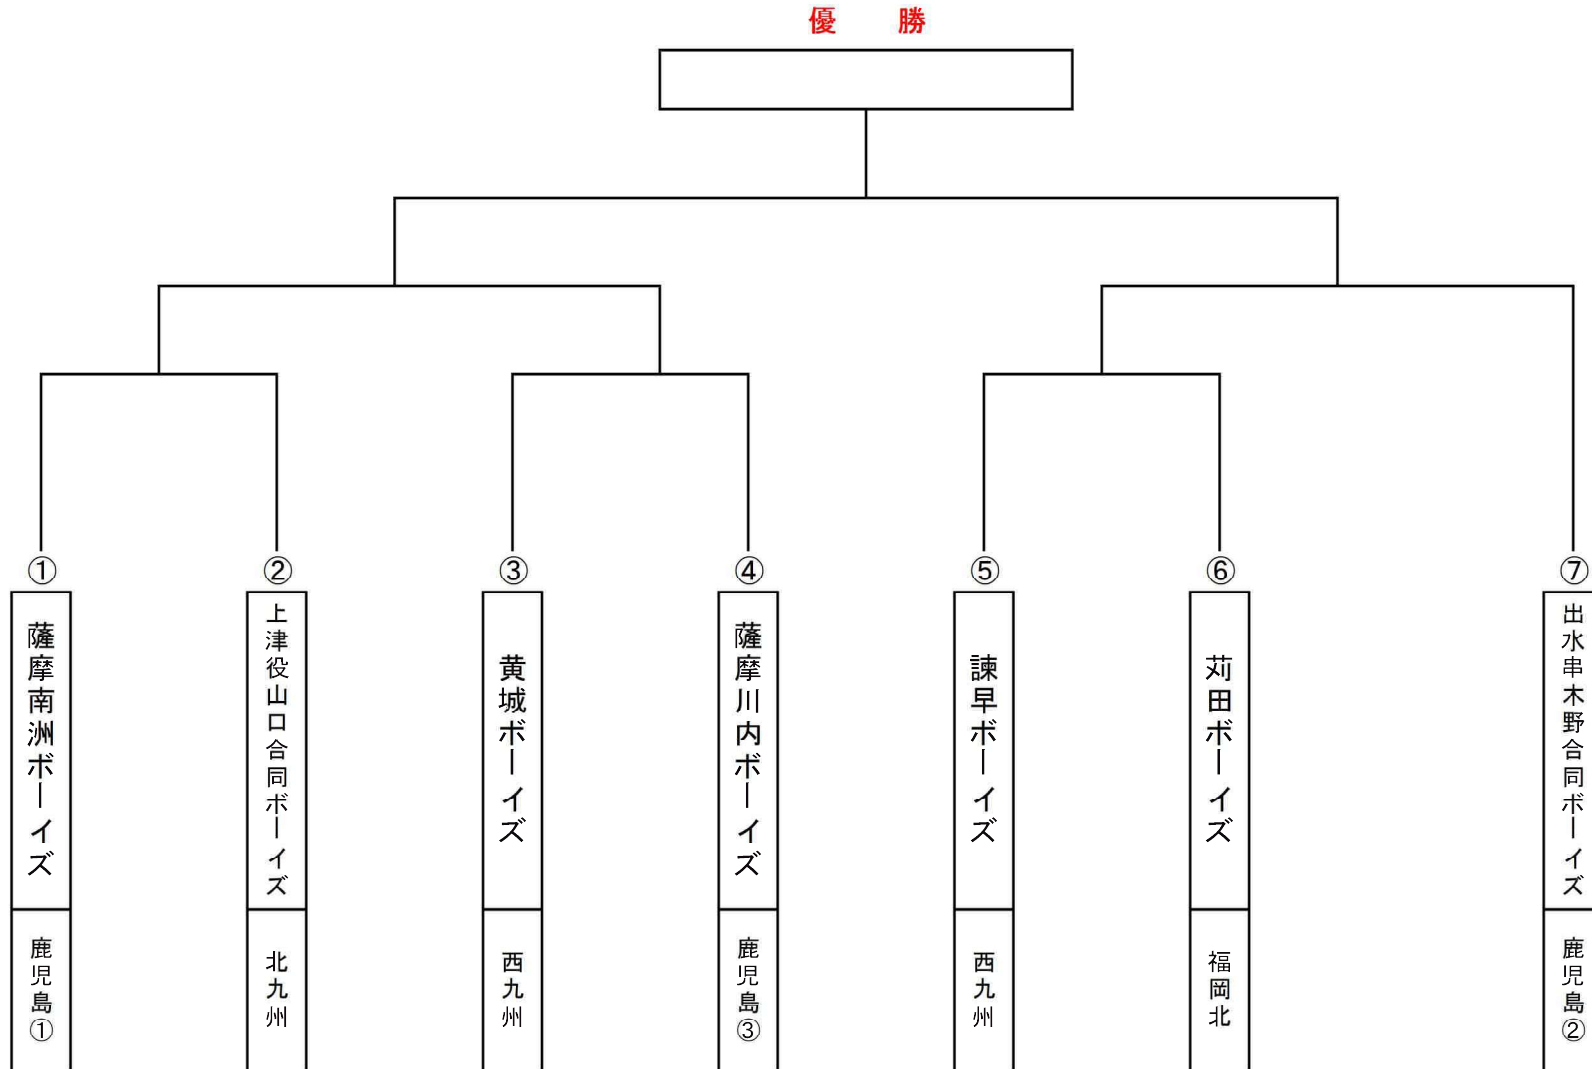 優 勝
①
②
③
④
⑤
⑥
⑦
薩摩南洲ボーイズ
上津役山口合同ボーイズ
黄城ボーイズ
薩摩川内ボーイズ
諫早ボーイズ
苅田ボーイズ
出水串木野合同ボーイズ
鹿児島①
北九州
西九州
鹿児島③
西九州
福岡北
鹿児島②